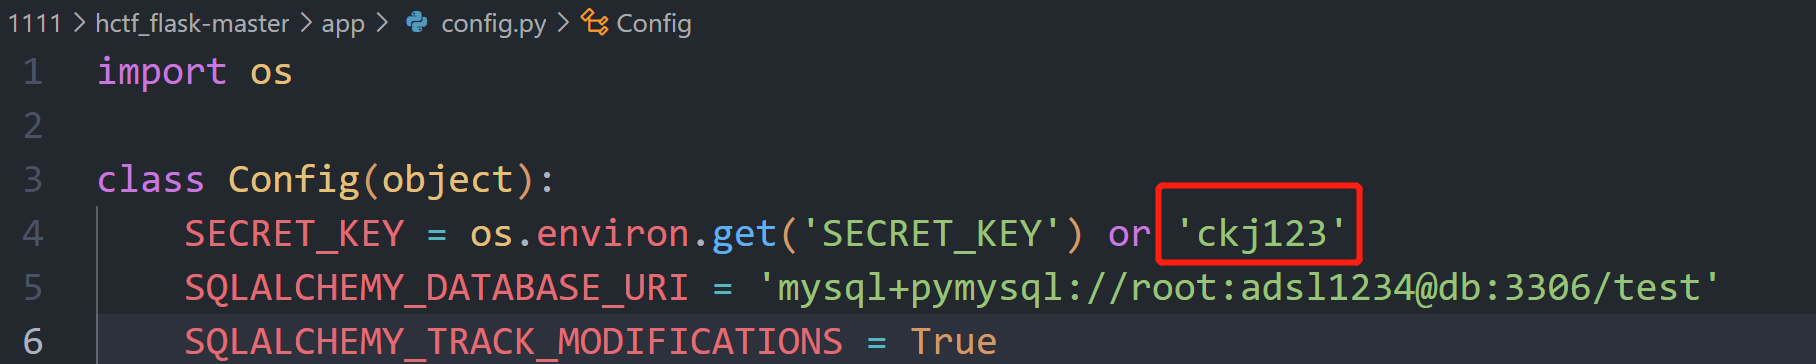 1111 > hctf_flask-master > app > config.py > Config
1 import os
2
3 class Config(object):
4 SECRET_KEY = os.environ.get('SECRET_KEY') or 'ckj123'
5 SQLALCHEMY_DATABASE_URI = 'mysql+pymysql://root:adsl1234@db:3306/test'
6 SQLALCHEMY_TRACK_MODIFICATIONS = True